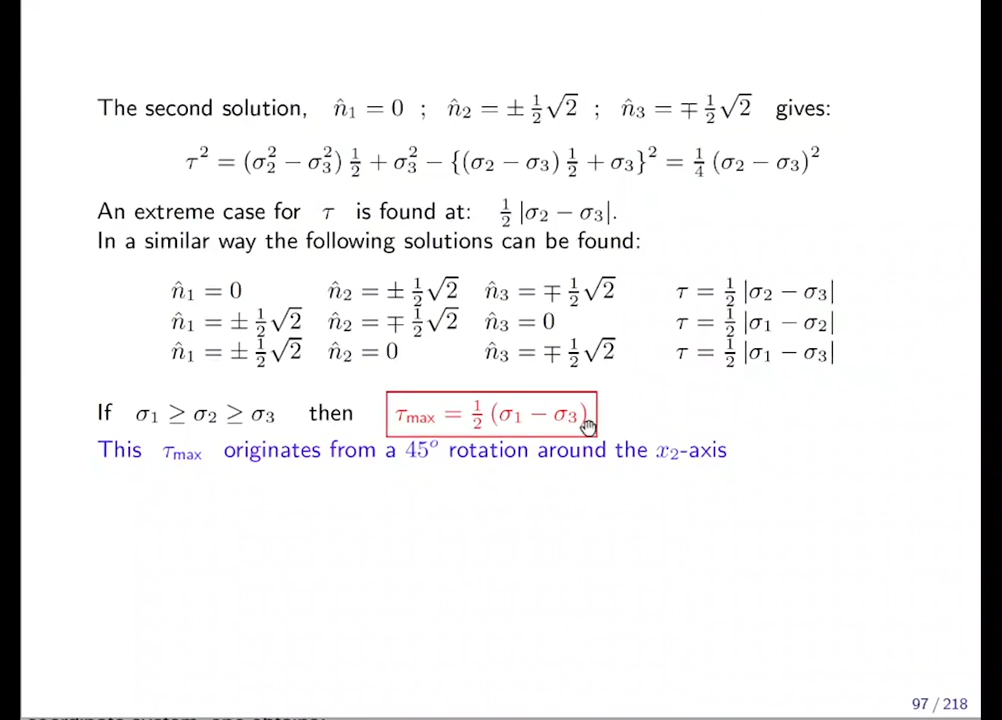 The second solution, n̂₁ = 0 ; n̂₂ = ± ½√2 ; n̂₃ = ∓ ½√2 gives:
τ² = (σ₂² − σ₃²) ½ + σ₃² − {(σ₂ − σ₃) ½ + σ₃}² = ¼ (σ₂ − σ₃)²
An extreme case for τ is found at: ½ |σ₂ − σ₃|.
In a similar way the following solutions can be found:
n̂₁ = 0 n̂₂ = ± ½√2 n̂₃ = ∓ ½√2 τ = ½ |σ₂ − σ₃|
n̂₁ = ± ½√2 n̂₂ = ∓ ½√2 n̂₃ = 0 τ = ½ |σ₁ − σ₂|
n̂₁ = ± ½√2 n̂₂ = 0 n̂₃ = ∓ ½√2 τ = ½ |σ₁ − σ₃|
If σ₁ ≥ σ₂ ≥ σ₃ then τmax = ½ (σ₁ − σ₃)
This τmax originates from a 45° rotation around the x₂-axis
97 / 218